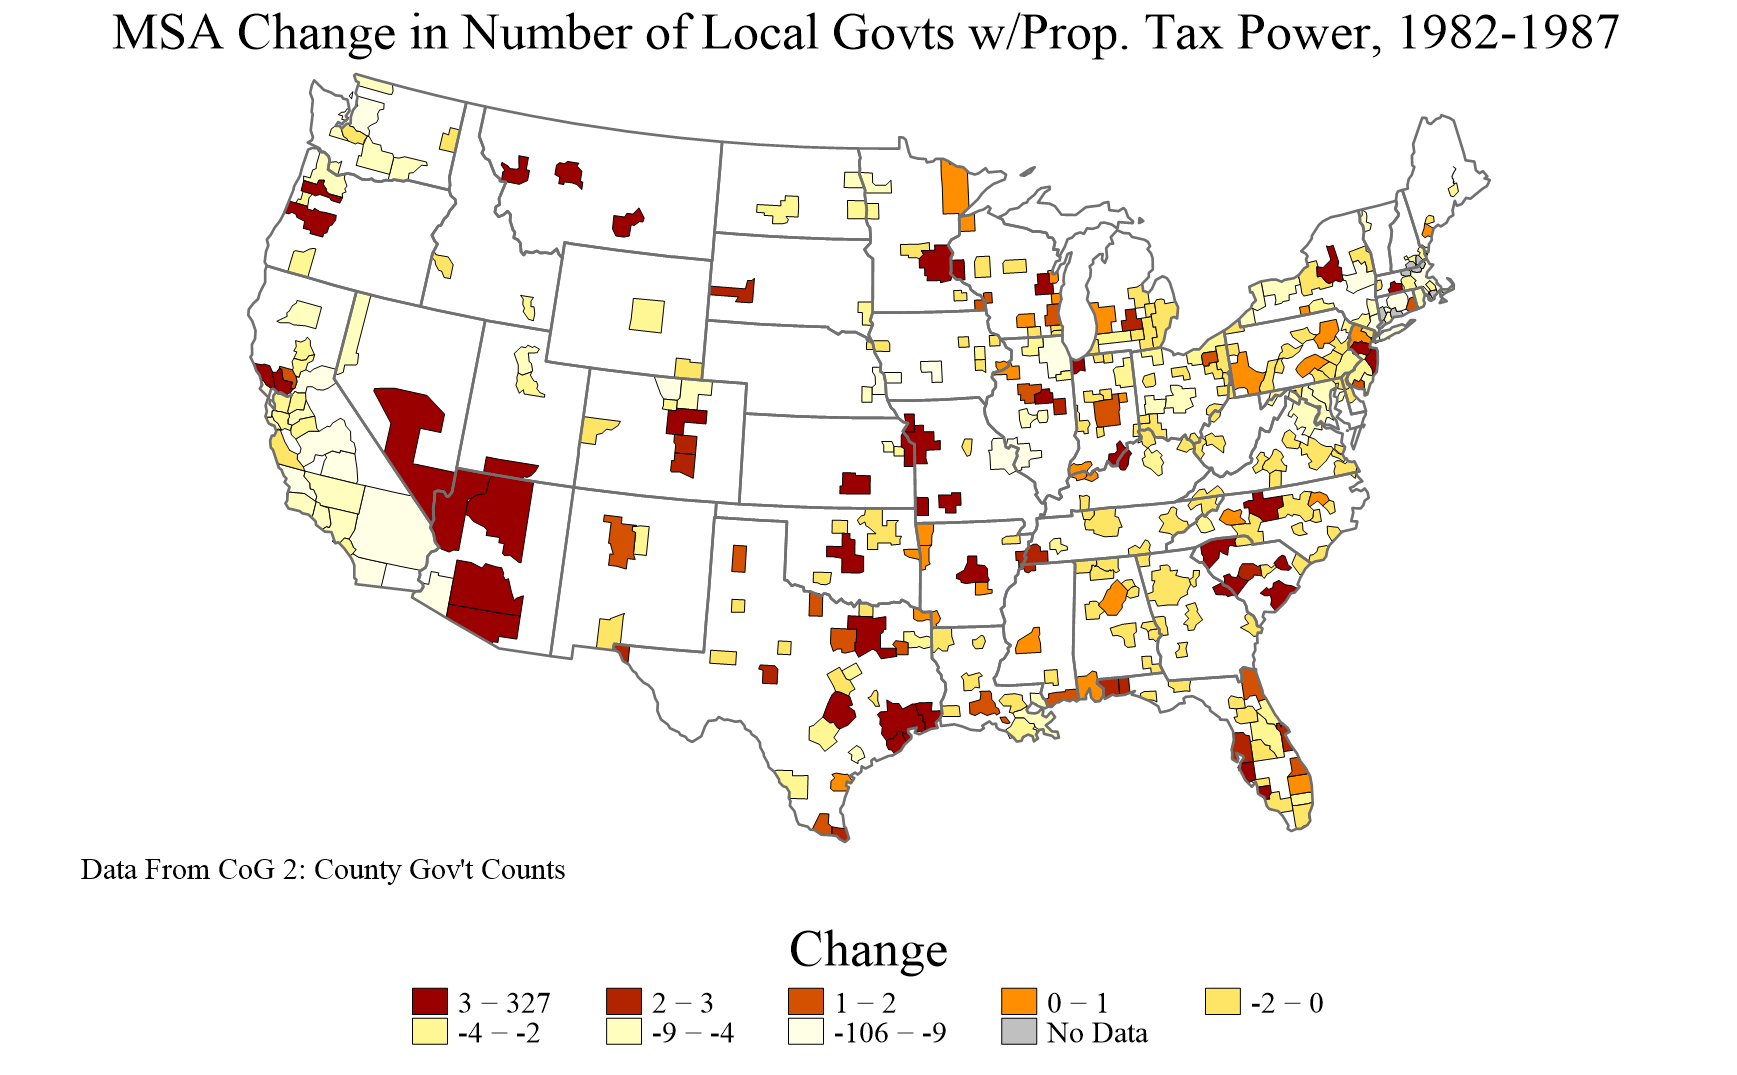 MSA Change in Number of Local Govts w/Prop. Tax Power, 1982-1987
Data From CoG 2: County Gov't Counts
Change
3 − 327
2 − 3
1 − 2
0 − 1
-2 − 0
-4 − -2
-9 − -4
-106 − -9
No Data